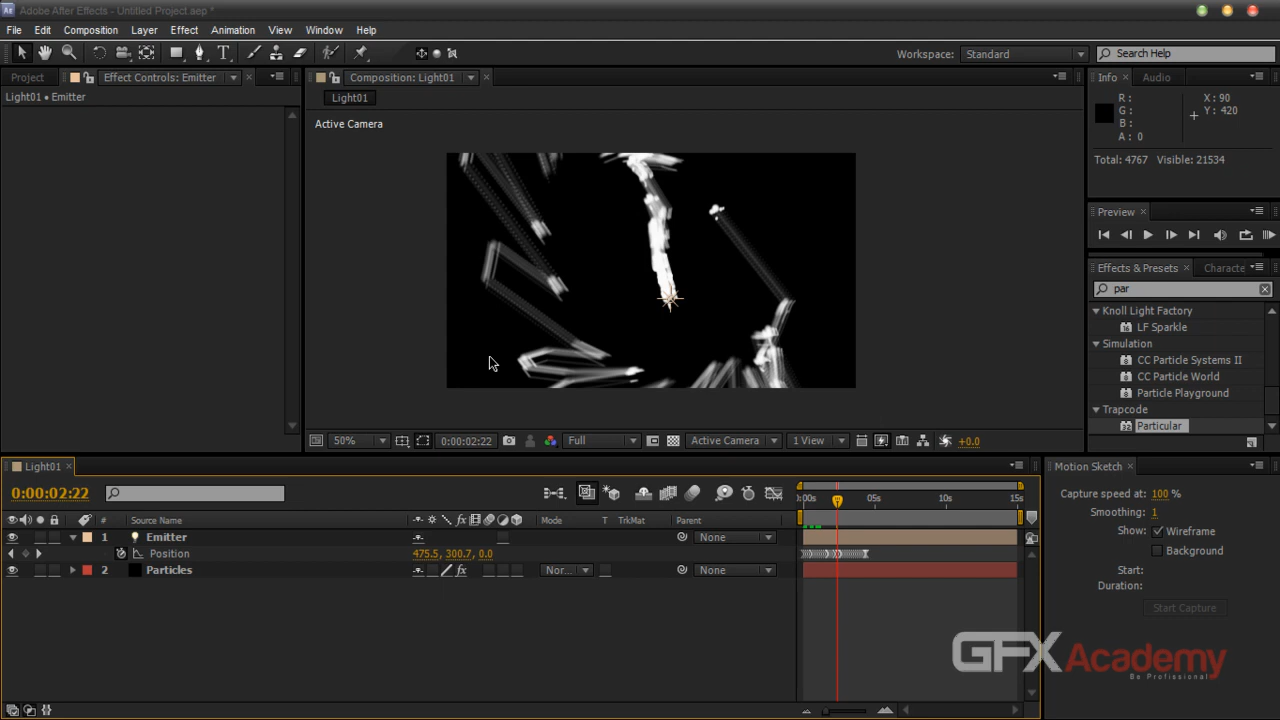 Adobe After Effects - Untitled Project.aep *
File Edit Composition Layer Effect Animation View Window Help
Workspace: Standard Search Help
Project Effect Controls: Emitter Composition: Light01 Info Audio
Light01 • Emitter
Light01
Active Camera
R :
G :
B :
A : 0
X : 90
Y : 420
Total: 4767 Visible: 21534
Preview
Effects & Presets Characte
par
Knoll Light Factory
LF Sparkle
Simulation
CC Particle Systems II
CC Particle World
Particle Playground
Trapcode
Particular
50% 0:00:02:22 Full Active Camera 1 View +0.0
Light01
0:00:02:22
:00s 05s 10s 15s
# Source Name Mode T TrkMat Parent
1 Emitter None
Position 475.5, 300.7, 0.0
2 Particles Nor... None
Motion Sketch
Capture speed at: 100 %
Smoothing: 1
Show: Wireframe
Background
Start:
Duration:
Start Capture
GFXAcademy
Be Professional